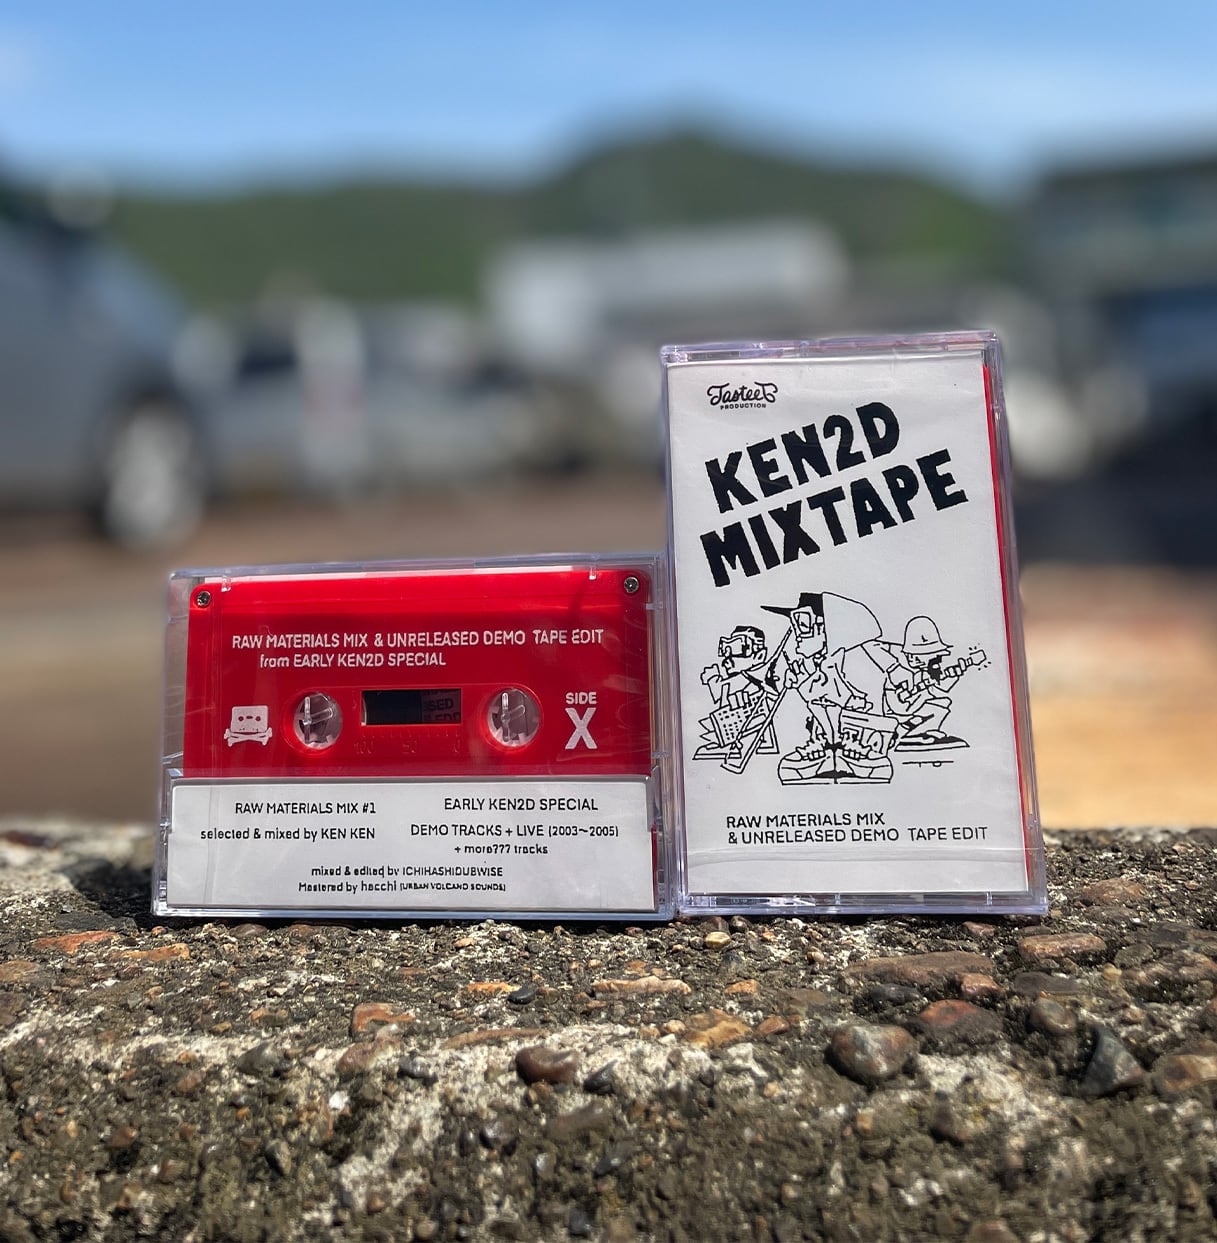 RAW MATERIALS MIX & UNRELEASED DEMO TAPE EDIT
from EARLY KEN2D SPECIAL
SIDE
X
100 50 0
RAW MATERIALS MIX #1
selected & mixed by KEN KEN
EARLY KEN2D SPECIAL
DEMO TRACKS + LIVE (2003~2005)
+ more??? tracks
mixed & edited by ICHIHASHIDUBWISE
Mastered by hacchi (URBAN VOLCANO SOUNDS)
TasteeT
PRODUCTION
KEN2D
MIXTAPE
RAW MATERIALS MIX
& UNRELEASED DEMO TAPE EDIT